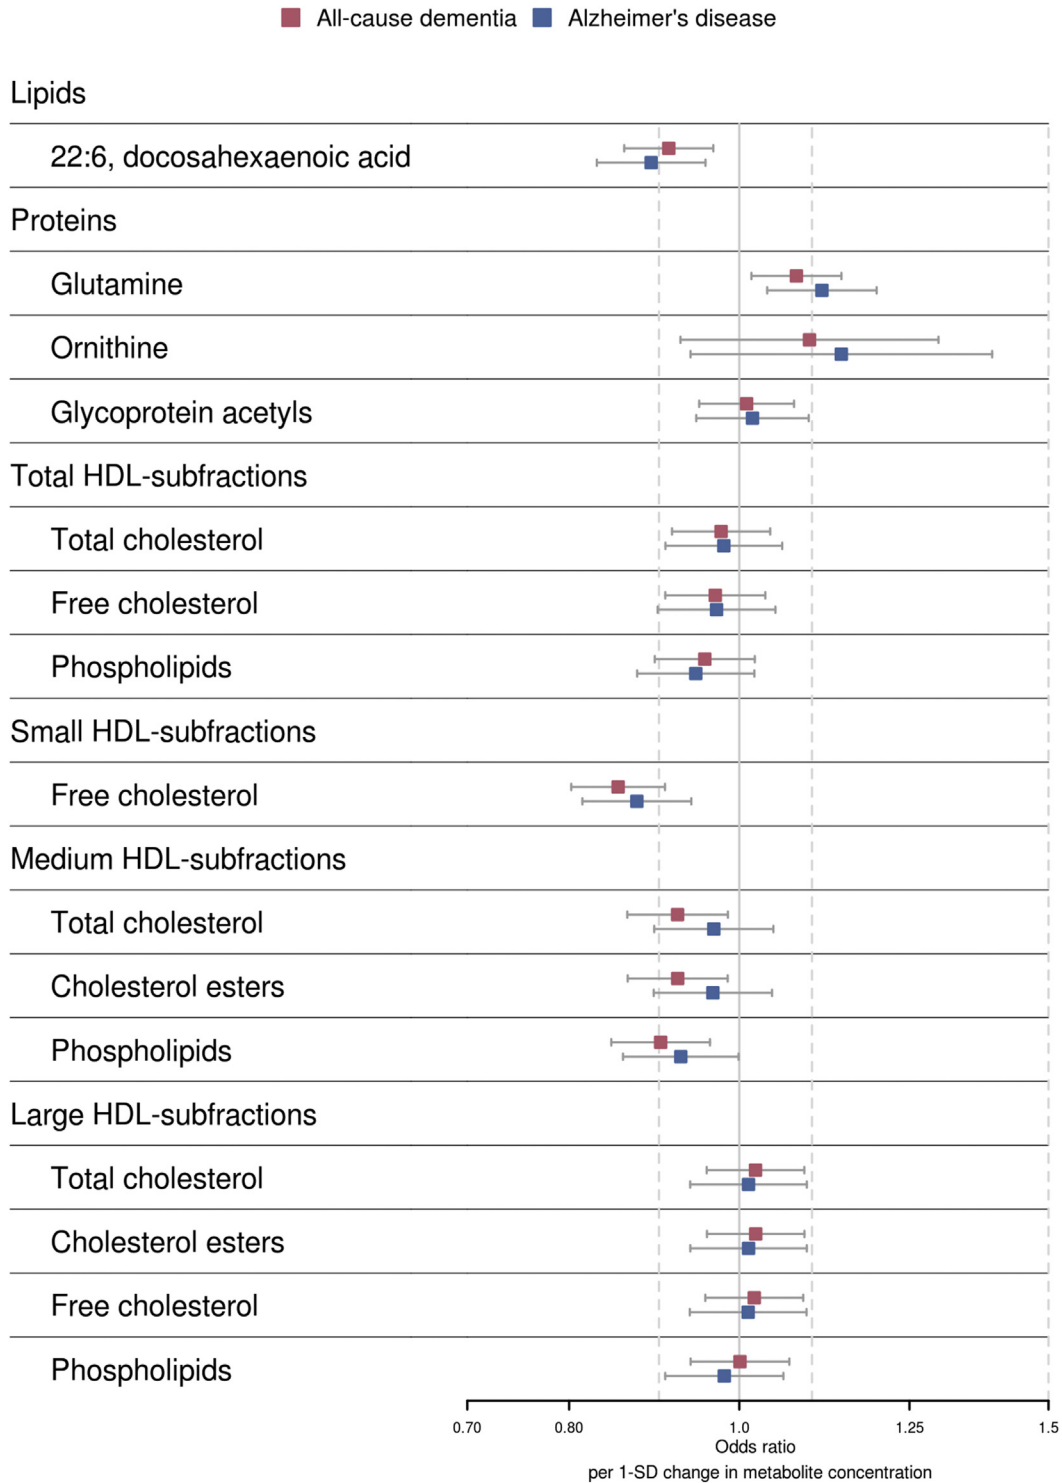 All-cause dementia Alzheimer's disease
Lipids
22:6, docosahexaenoic acid
Proteins
Glutamine
Ornithine
Glycoprotein acetyls
Total HDL-subfractions
Total cholesterol
Free cholesterol
Phospholipids
Small HDL-subfractions
Free cholesterol
Medium HDL-subfractions
Total cholesterol
Cholesterol esters
Phospholipids
Large HDL-subfractions
Total cholesterol
Cholesterol esters
Free cholesterol
Phospholipids
0.70 0.80 1.0 1.25 1.5
Odds ratio
per 1-SD change in metabolite concentration